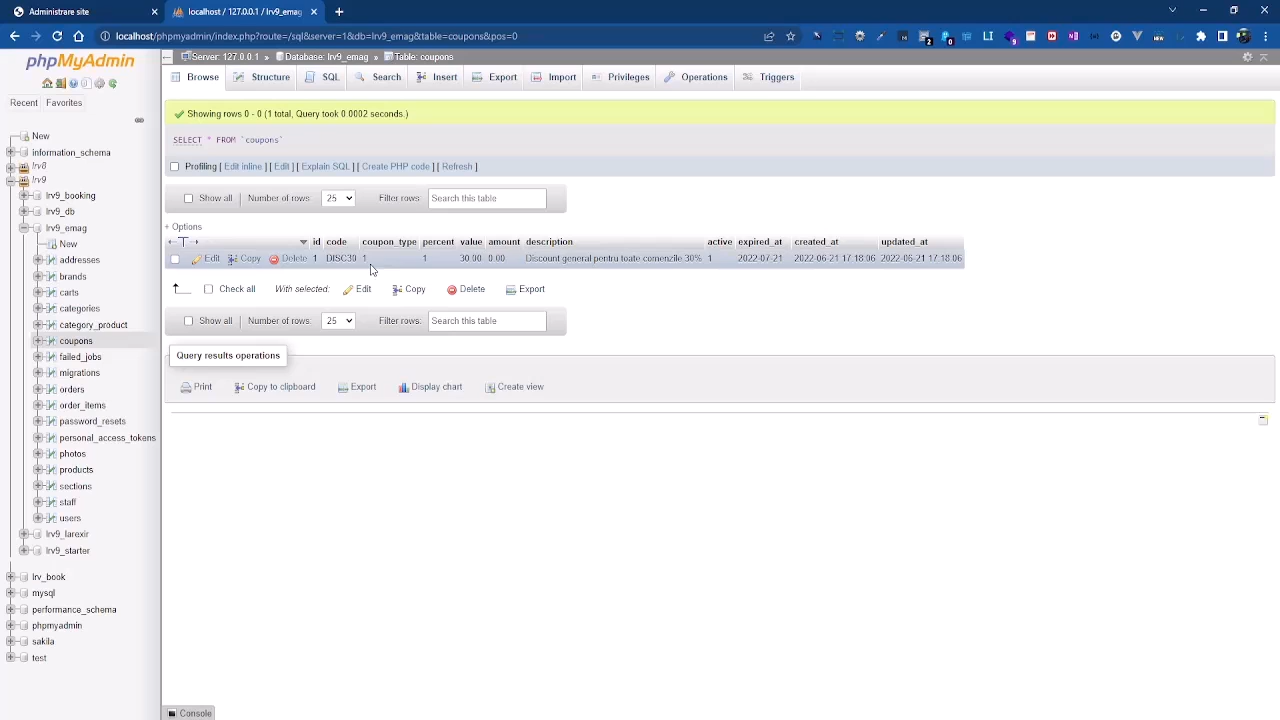 Administrare site
localhost / 127.0.0.1 / lrv9_emag
localhost/phpmyadmin/index.php?route=/sql&server=1&db=lrv9_emag&table=coupons&pos=0
phpMyAdmin
Recent Favorites
New
information_schema
lrv8
lrv9
lrv9_booking
lrv9_db
lrv9_emag
New
addresses
brands
carts
categories
category_product
coupons
failed_jobs
migrations
orders
order_items
password_resets
personal_access_tokens
photos
products
sections
staff
users
lrv9_larexir
lrv9_starter
lrv_book
mysql
performance_schema
phpmyadmin
sakila
test
Server: 127.0.0.1 » Database: lrv9_emag » Table: coupons
Browse Structure SQL Search Insert Export Import Privileges Operations Triggers
Showing rows 0 - 0 (1 total, Query took 0.0002 seconds.)
SELECT * FROM `coupons`
Profiling [ Edit inline ] [ Edit ] [ Explain SQL ] [ Create PHP code ] [ Refresh ]
Show all Number of rows: 25 Filter rows: Search this table
+ Options
id code coupon_type percent value amount description active expired_at created_at updated_at
Edit Copy Delete 1 DISC30 1 1 30.00 0.00 Discount general pentru toate comenzile 30% 1 2022-07-21 2022-06-21 17:18:06 2022-06-21 17:18:06
Check all With selected: Edit Copy Delete Export
Show all Number of rows: 25 Filter rows: Search this table
Query results operations
Print Copy to clipboard Export Display chart Create view
Console